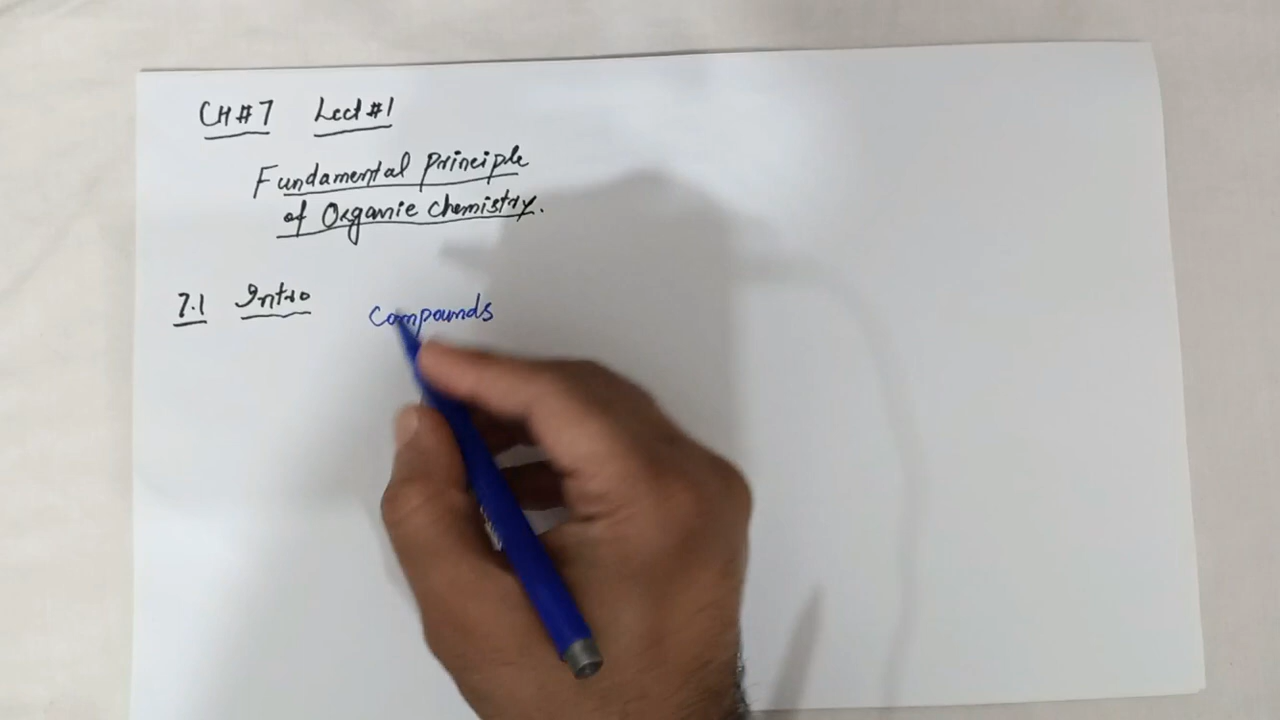 CH#7 Lect#1
Fundamental Principle
of Organic Chemistry.
7.1 Intro Compounds